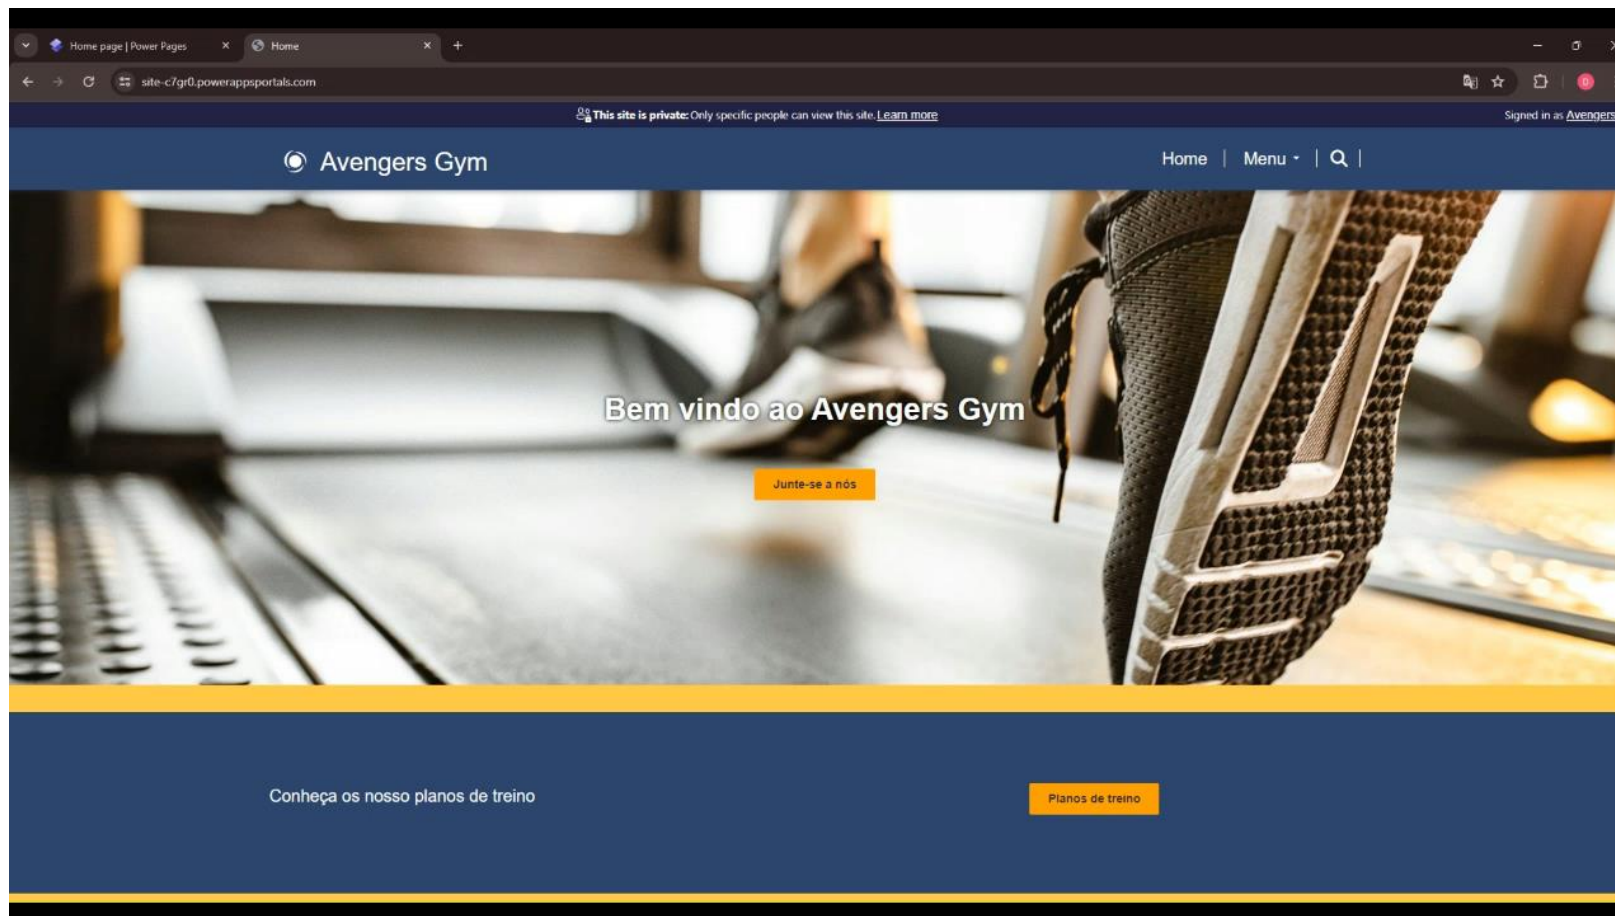 Home page | Power Pages
Home
site-c7gr0.powerappsportals.com
D
This site is private: Only specific people can view this site. Learn more
Signed in as Avengers
Avengers Gym
Home | Menu | |
Bem vindo ao Avengers Gym
Junte-se a nós
Conheça os nosso planos de treino
Planos de treino